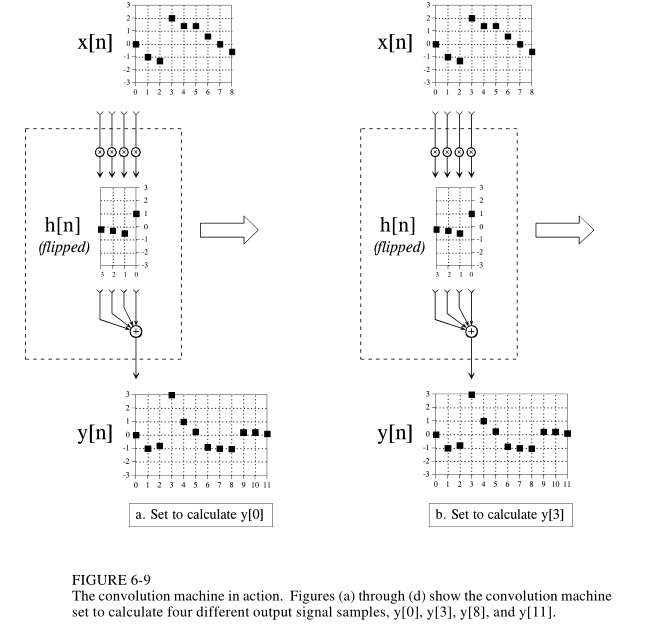 3 3
2 2
1 1
x[n] 0 x[n] 0
-1 -1
-2 -2
-3 -3
0 1 2 3 4 5 6 7 8 0 1 2 3 4 5 6 7 8
3 3
2 2
h[n] 1 h[n] 1
(flipped) 0 (flipped) 0
-1 -1
-2 -2
-3 -3
3 2 1 0 3 2 1 0
3 3
2 2
1 1
y[n] 0 y[n] 0
-1 -1
-2 -2
-3 -3
0 1 2 3 4 5 6 7 8 9 10 11 0 1 2 3 4 5 6 7 8 9 10 11
a. Set to calculate y[0] b. Set to calculate y[3]
FIGURE 6-9
The convolution machine in action. Figures (a) through (d) show the convolution machine
set to calculate four different output signal samples, y[0], y[3], y[8], and y[11].